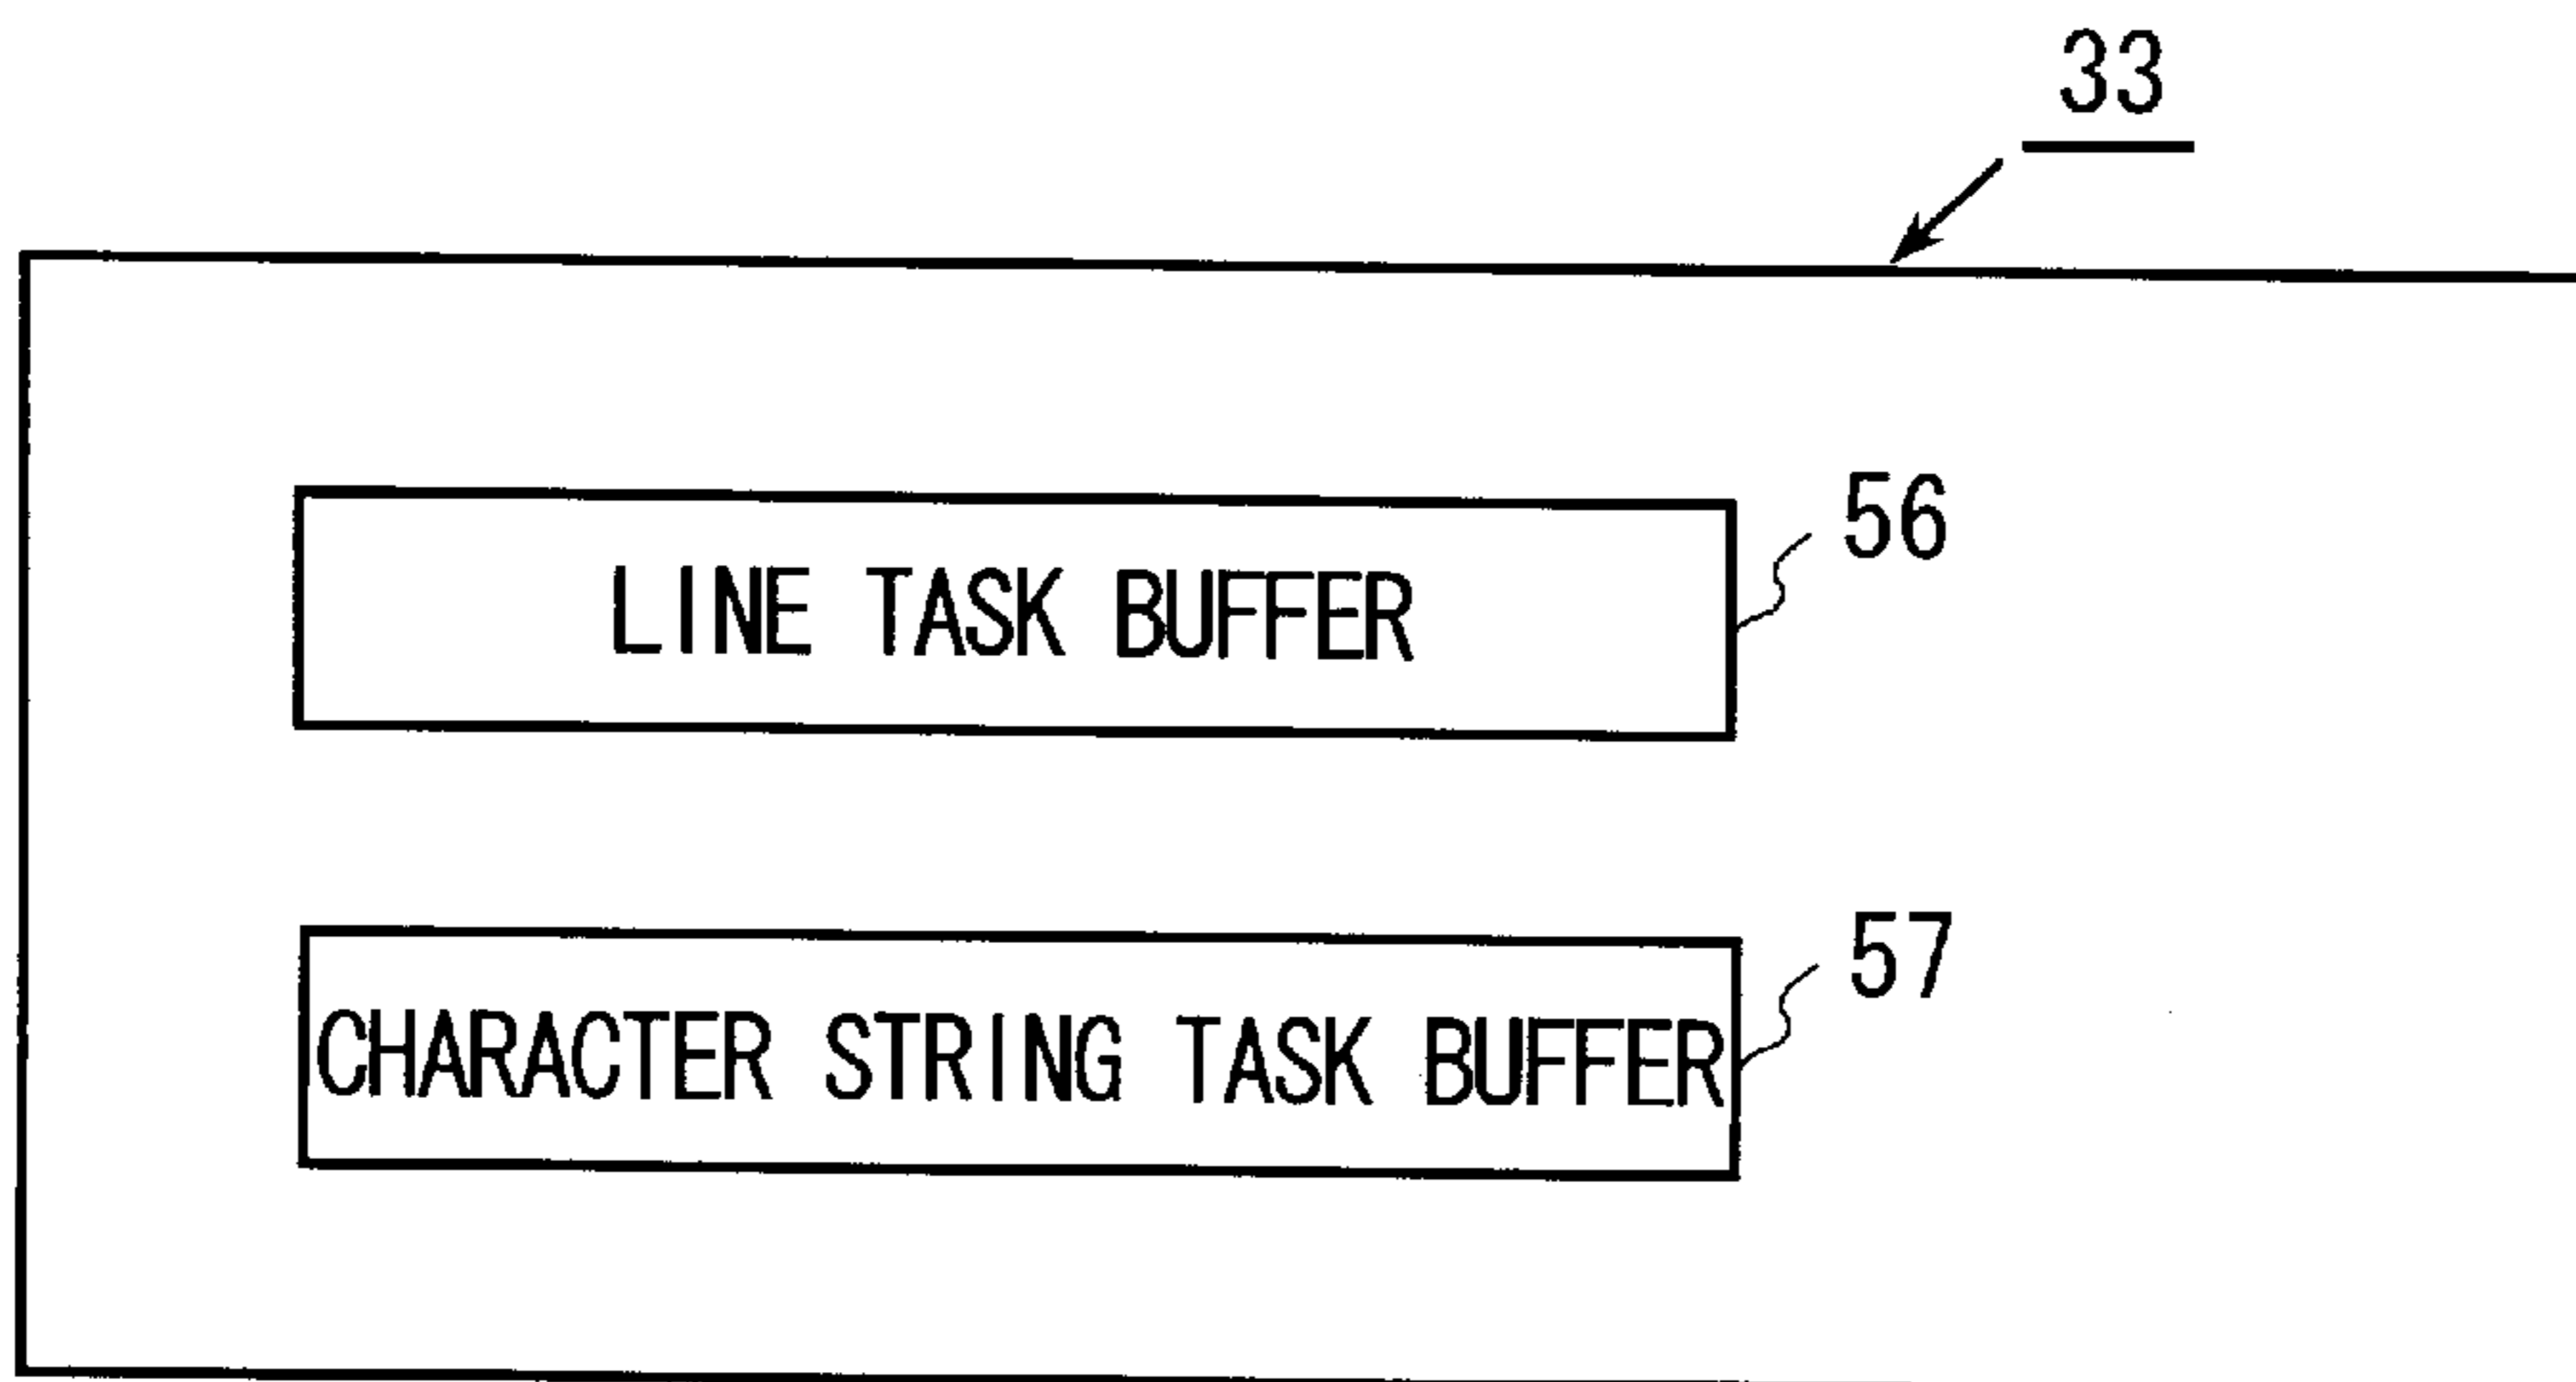 33
LINE TASK BUFFER
56
CHARACTER STRING TASK BUFFER
57